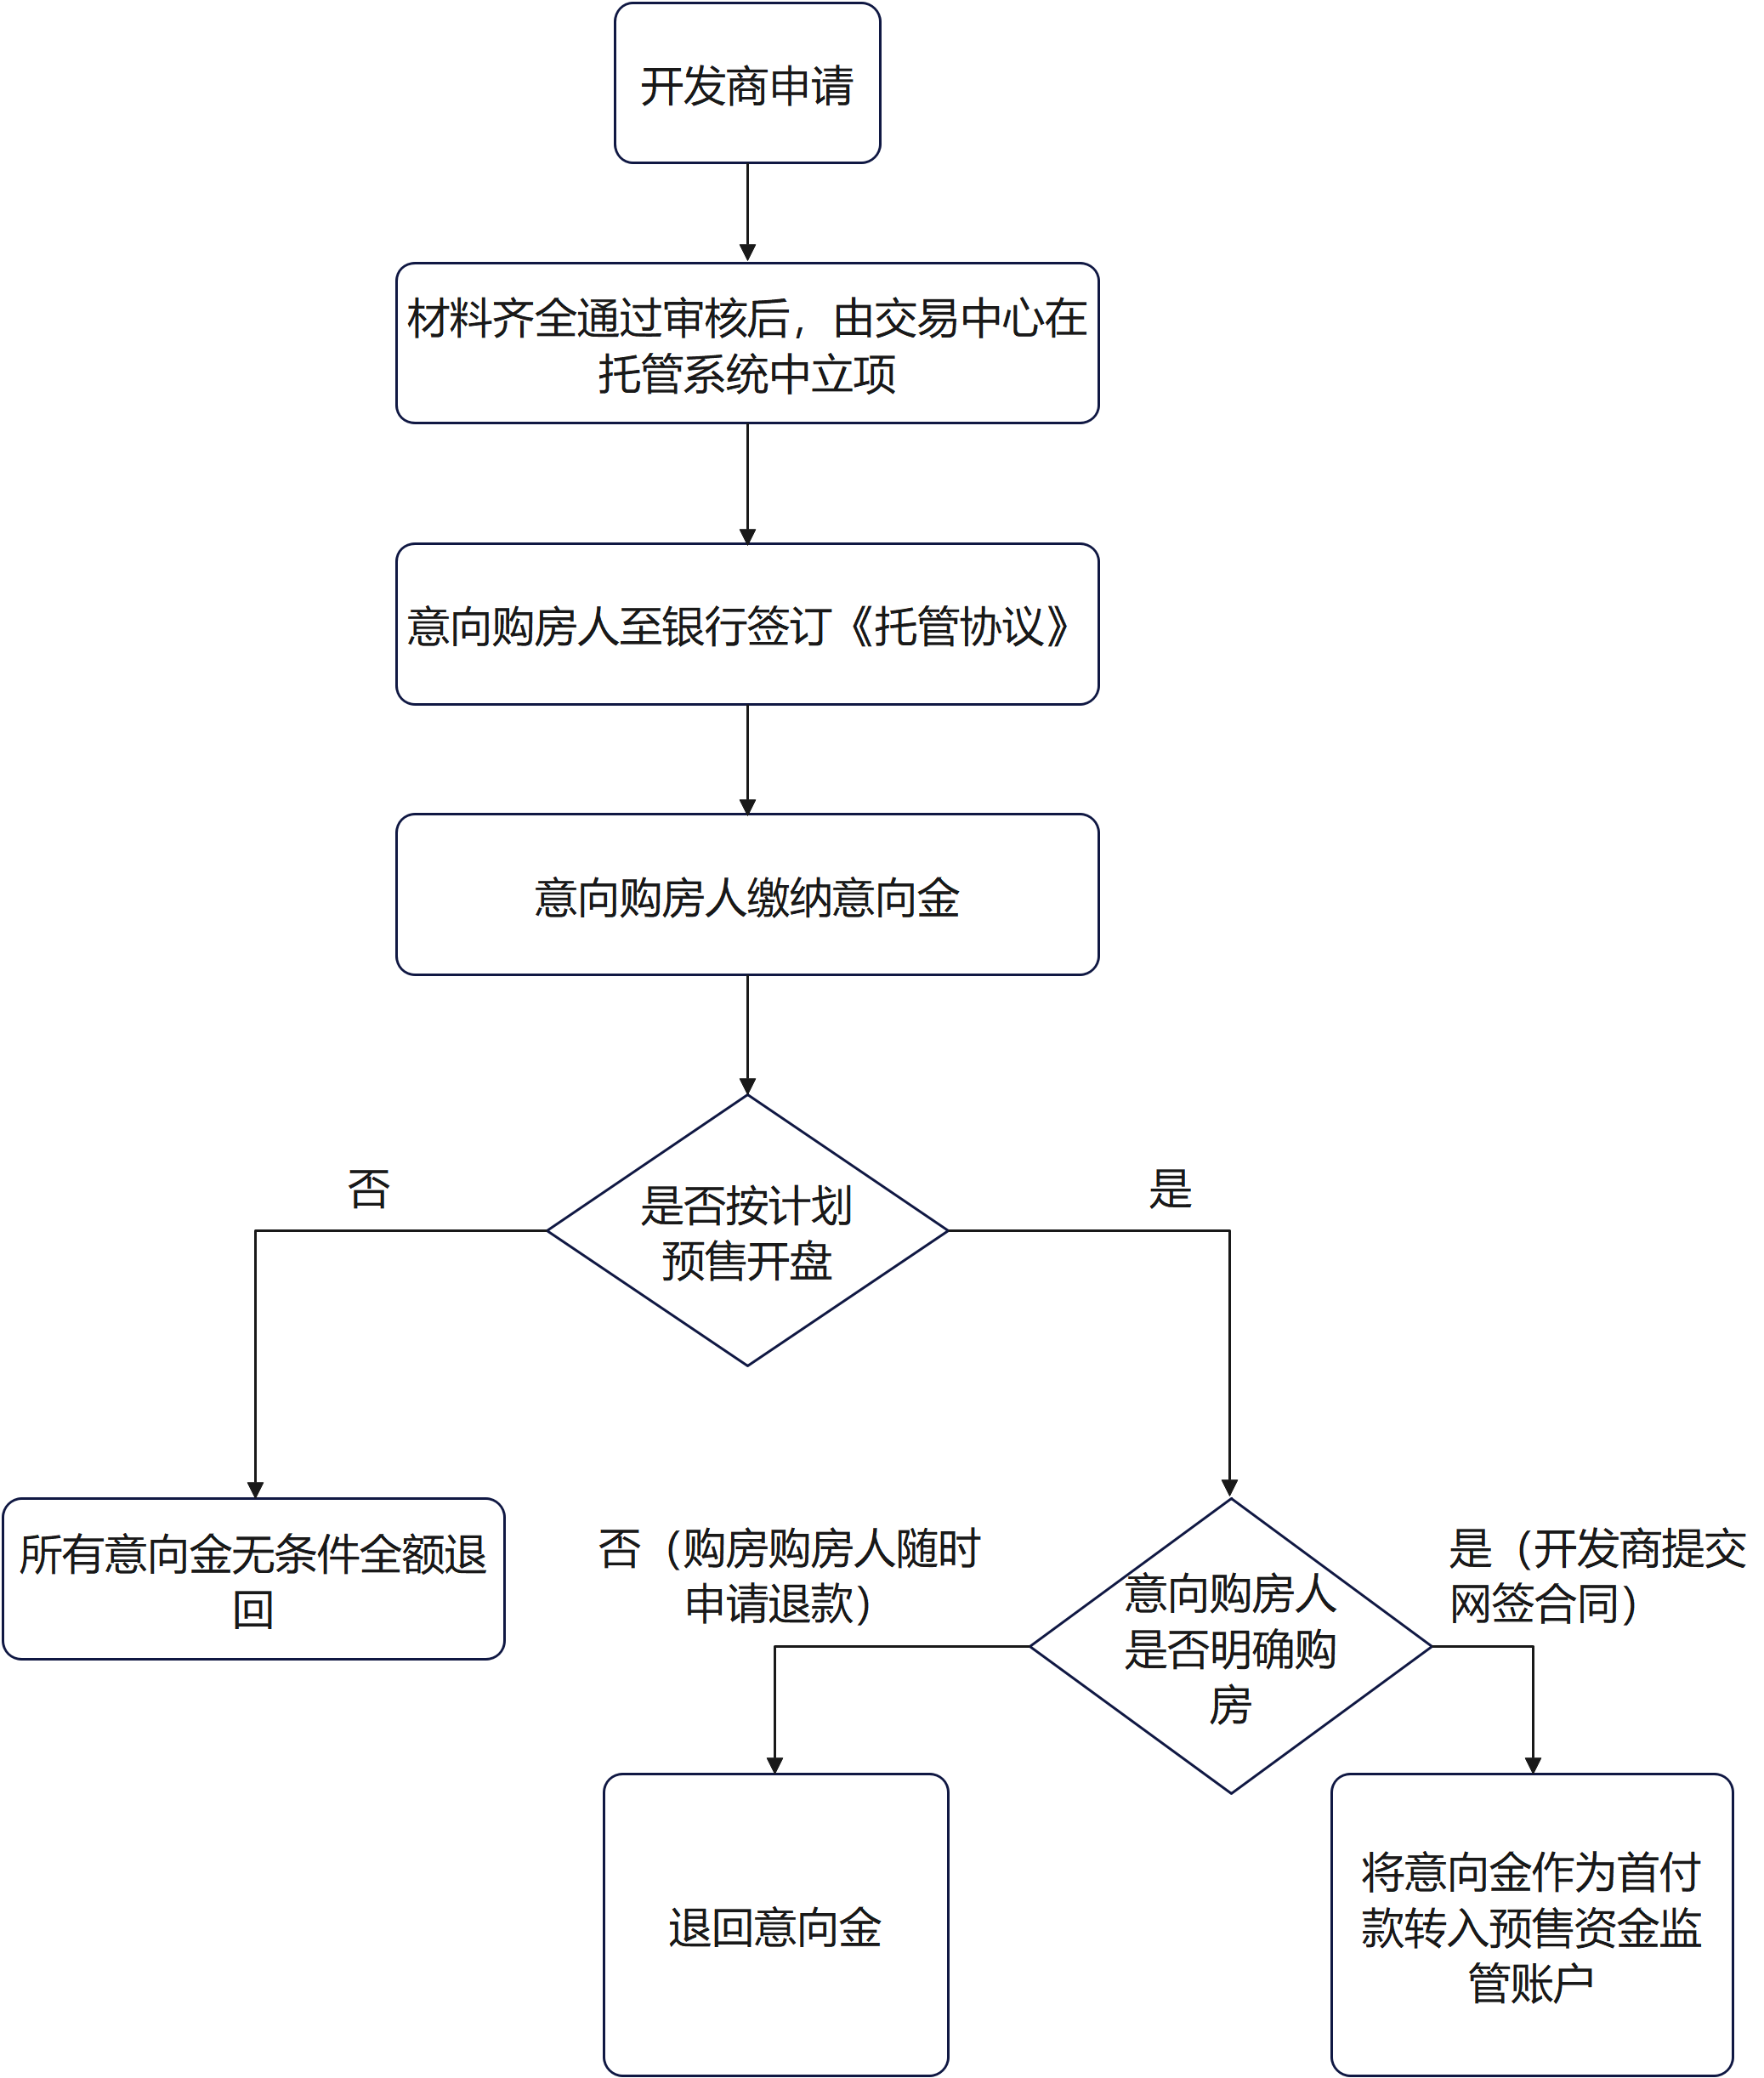 开发商申请
材料齐全通过审核后，由交易中心在
托管系统中立项
意向购房人至银行签订《托管协议》
意向购房人缴纳意向金
否
是
是否按计划
预售开盘
所有意向金无条件全额退
回
否（购房购房人随时
申请退款）
意向购房人
是否明确购
房
是（开发商提交
网签合同）
退回意向金
将意向金作为首付
款转入预售资金监
管账户